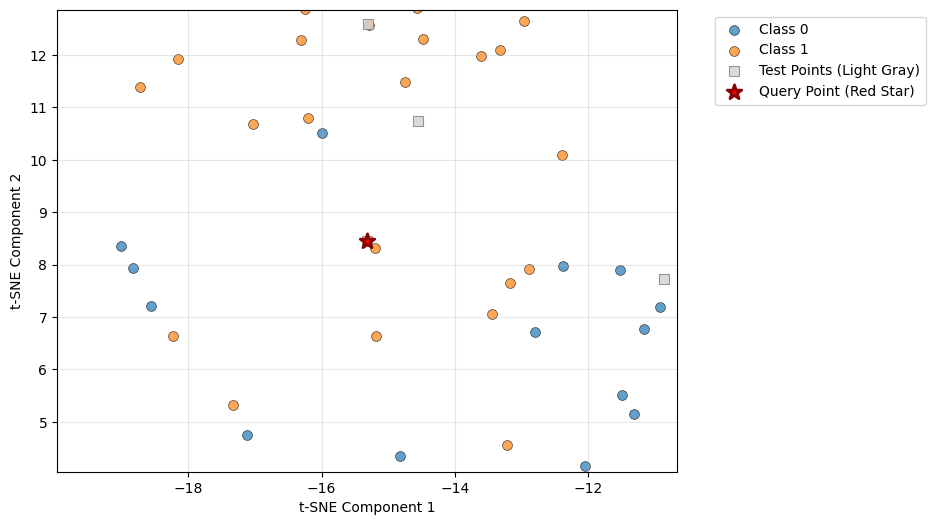 Class 0
Class 1
Test Points (Light Gray)
Query Point (Red Star)
12
11
10
9
8
7
6
5
t-SNE Component 2
−18
−16
−14
−12
t-SNE Component 1